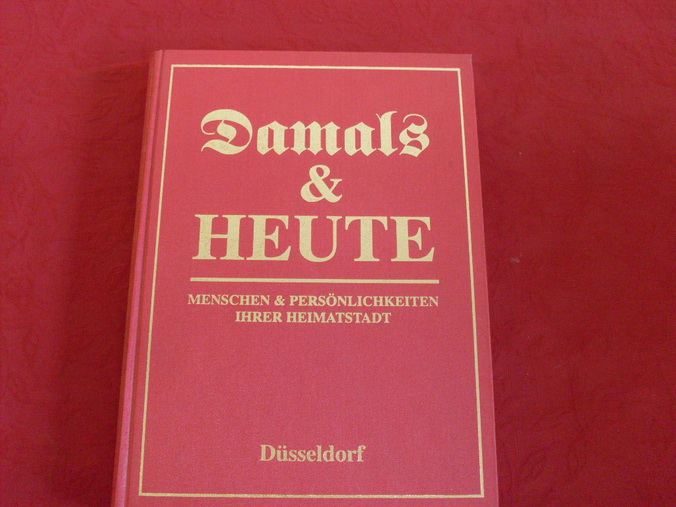 Damals
&
HEUTE
MENSCHEN & PERSÖNLICHKEITEN
IHRER HEIMATSTADT
Düsseldorf